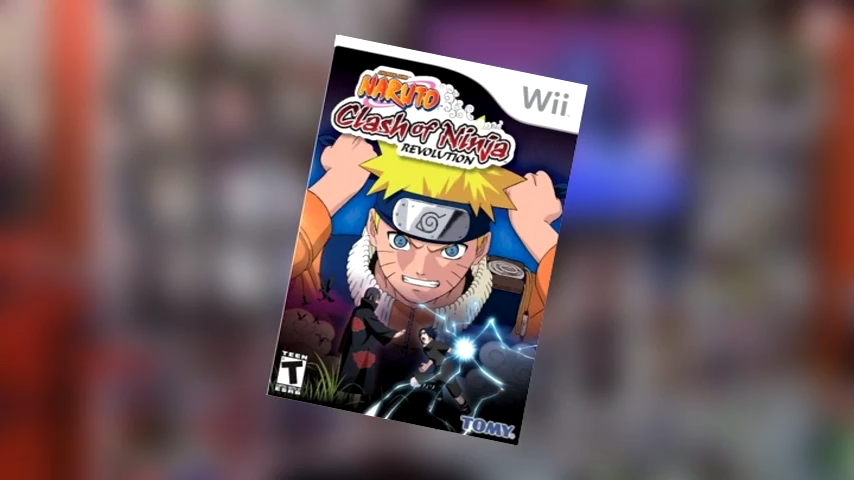 Wii
NARUTO
Clash of Ninja
REVOLUTION
TEEN
T
ESRB
TOMY